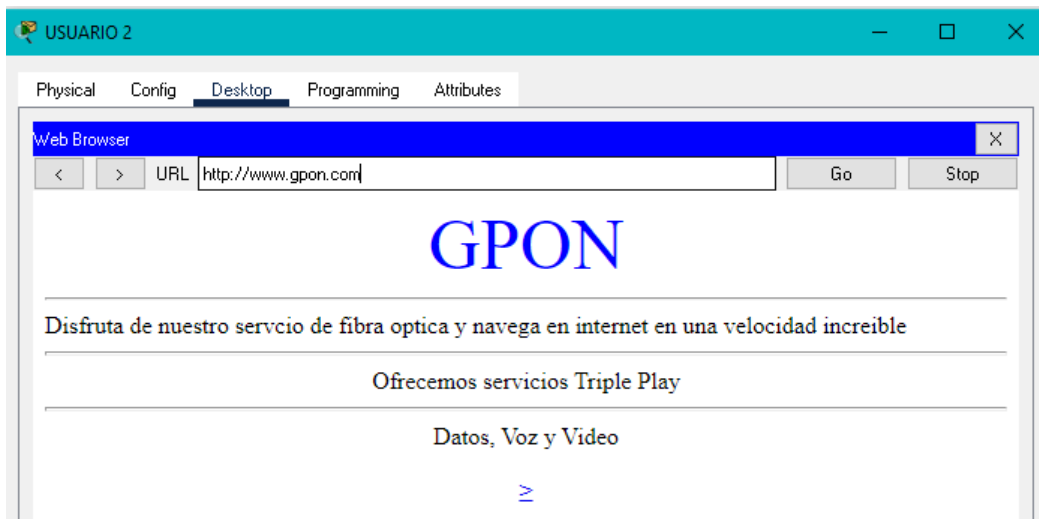 USUARIO 2
Physical Config Desktop Programming Attributes
Web Browser X
< > URL http://www.gpon.com Go Stop
GPON
Disfruta de nuestro servcio de fibra optica y navega en internet en una velocidad increible
Ofrecemos servicios Triple Play
Datos, Voz y Video
>